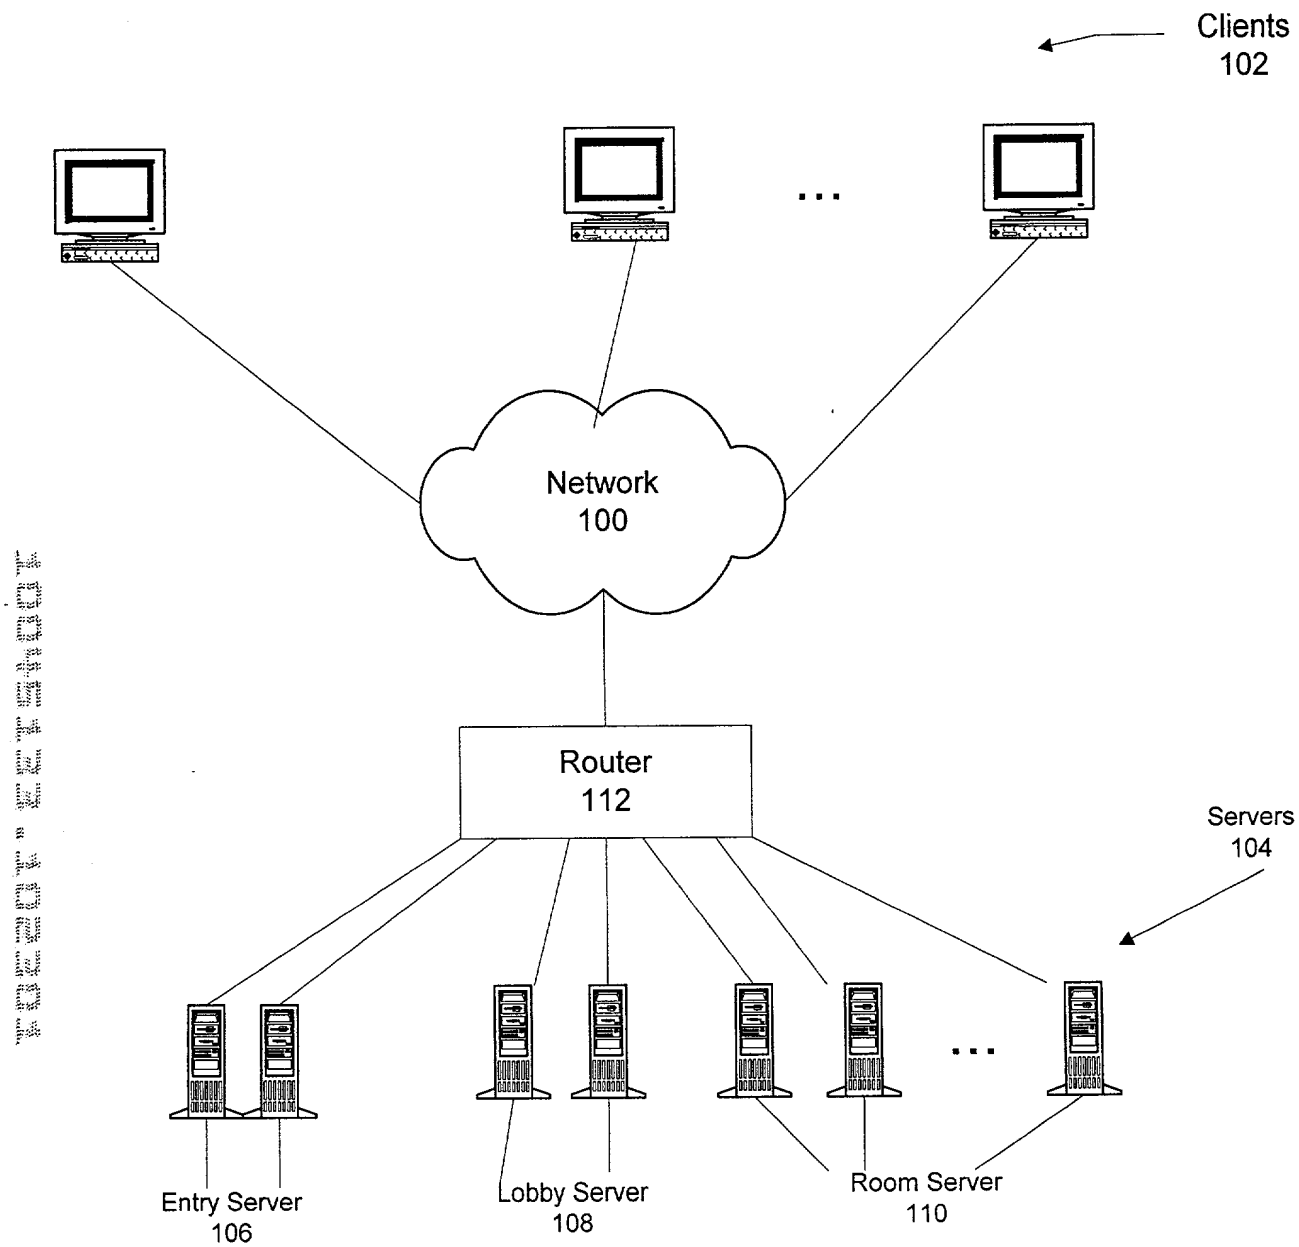 Clients
102
...
Network
100
Router
112
Servers
104
...
Entry Server
106
Lobby Server
108
Room Server
110